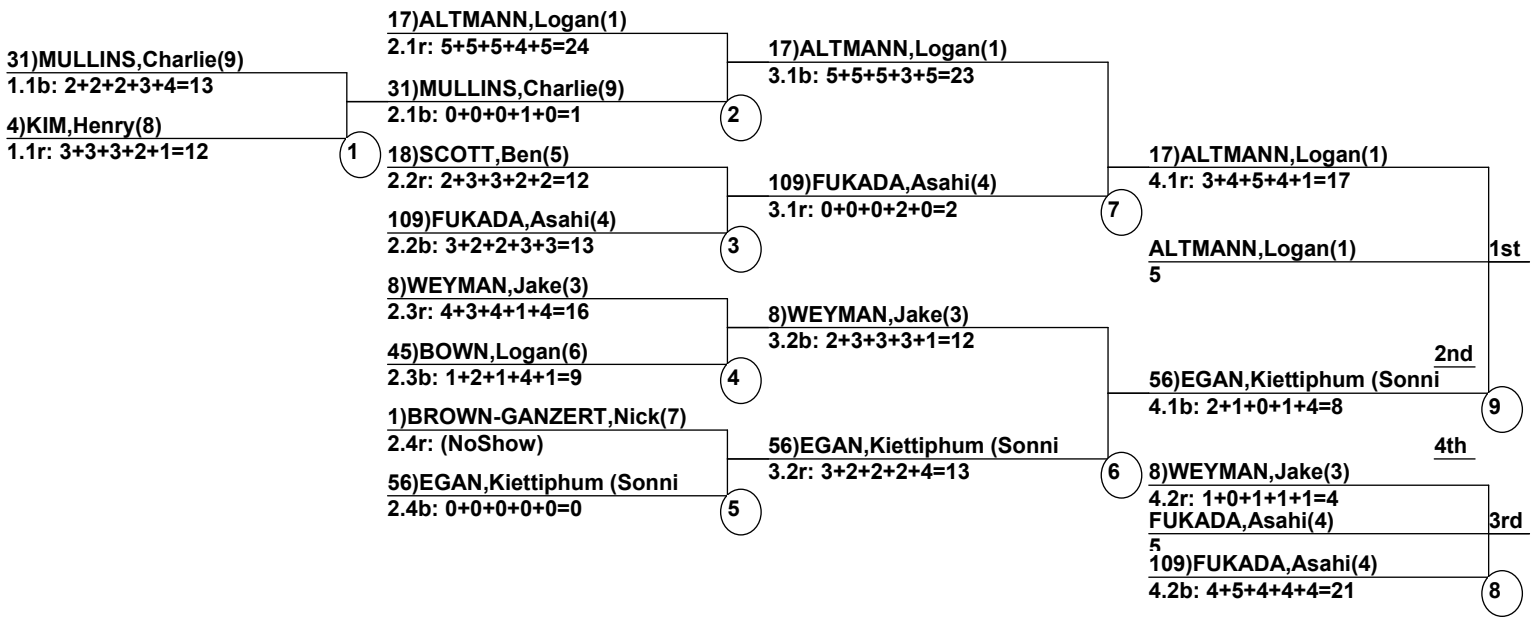 31)MULLINS,Charlie(9)
1.1b: 2+2+2+3+4=13
4)KIM,Henry(8)
1.1r: 3+3+3+2+1=12
1
17)ALTMANN,Logan(1)
2.1r: 5+5+5+4+5=24
31)MULLINS,Charlie(9)
2.1b: 0+0+0+1+0=1
2
18)SCOTT,Ben(5)
2.2r: 2+3+3+2+2=12
109)FUKADA,Asahi(4)
2.2b: 3+2+2+3+3=13
3
8)WEYMAN,Jake(3)
2.3r: 4+3+4+1+4=16
45)BOWN,Logan(6)
2.3b: 1+2+1+4+1=9
4
1)BROWN-GANZERT,Nick(7)
2.4r: (NoShow)
56)EGAN,Kiettiphum (Sonni
2.4b: 0+0+0+0+0=0
5
17)ALTMANN,Logan(1)
3.1b: 5+5+5+3+5=23
109)FUKADA,Asahi(4)
3.1r: 0+0+0+2+0=2
7
8)WEYMAN,Jake(3)
3.2b: 2+3+3+3+1=12
56)EGAN,Kiettiphum (Sonni
3.2r: 3+2+2+2+4=13
6
17)ALTMANN,Logan(1)
4.1r: 3+4+5+4+1=17
ALTMANN,Logan(1)
1st
5
2nd
56)EGAN,Kiettiphum (Sonni
4.1b: 2+1+0+1+4=8
9
4th
8)WEYMAN,Jake(3)
4.2r: 1+0+1+1+1=4
FUKADA,Asahi(4)
3rd
5
109)FUKADA,Asahi(4)
4.2b: 4+5+4+4+4=21
8